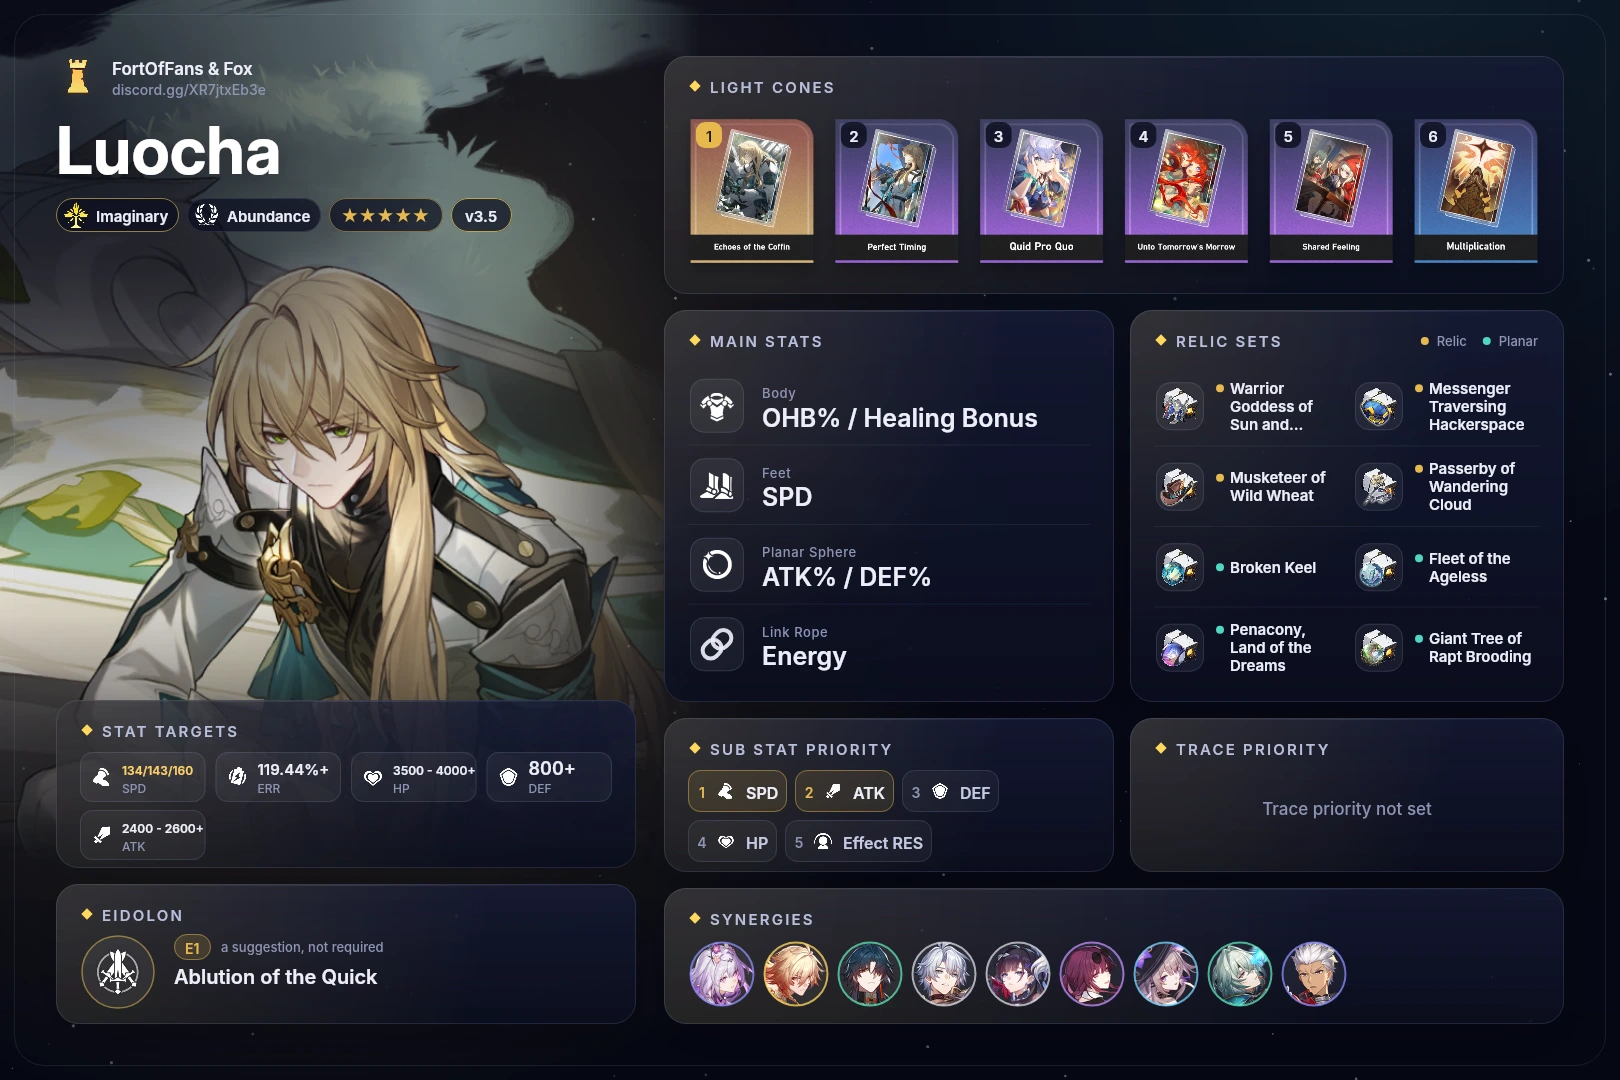 FortOfFans & Fox
discord.gg/XR7jtxEb3e
Luocha
Imaginary
Abundance
★★★★★
v3.5
LIGHT CONES
1
2
3
4
5
6
Echoes of the Coffin
Perfect Timing
Quid Pro Quo
Unto Tomorrow's Morrow
Shared Feeling
Multiplication
MAIN STATS
Body
OHB% / Healing Bonus
Feet
SPD
Planar Sphere
ATK% / DEF%
Link Rope
Energy
RELIC SETS
Relic
Planar
Warrior
Goddess of
Sun and...
Messenger
Traversing
Hackerspace
Musketeer of
Wild Wheat
Passerby of
Wandering
Cloud
Broken Keel
Fleet of the
Ageless
Penacony,
Land of the
Dreams
Giant Tree of
Rapt Brooding
STAT TARGETS
134/143/160
SPD
119.44%+
ERR
3500 - 4000+
HP
800+
DEF
2400 - 2600+
ATK
SUB STAT PRIORITY
1 SPD
2 ATK
3 DEF
4 HP
5 Effect RES
TRACE PRIORITY
Trace priority not set
EIDOLON
E1 a suggestion, not required
Ablution of the Quick
SYNERGIES